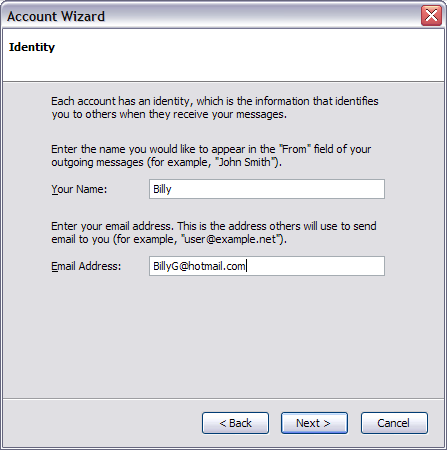 Account Wizard
Identity
Each account has an identity, which is the information that identifies
you to others when they receive your messages.
Enter the name you would like to appear in the "From" field of your
outgoing messages (for example, "John Smith").
Your Name: Billy
Enter your email address. This is the address others will use to send
email to you (for example, "user@example.net").
Email Address: BillyG@hotmail.com
< Back Next > Cancel